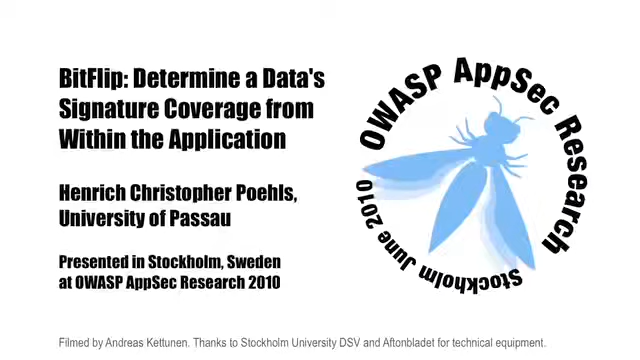 BitFlip: Determine a Data's
Signature Coverage from
Within the Application
Henrich Christopher Poehls,
University of Passau
Presented in Stockholm, Sweden
at OWASP AppSec Research 2010
OWASP AppSec Research
Stockholm June 2010
Filmed by Andreas Kettunen. Thanks to Stockholm University DSV and Aftonbladet for technical equipment.